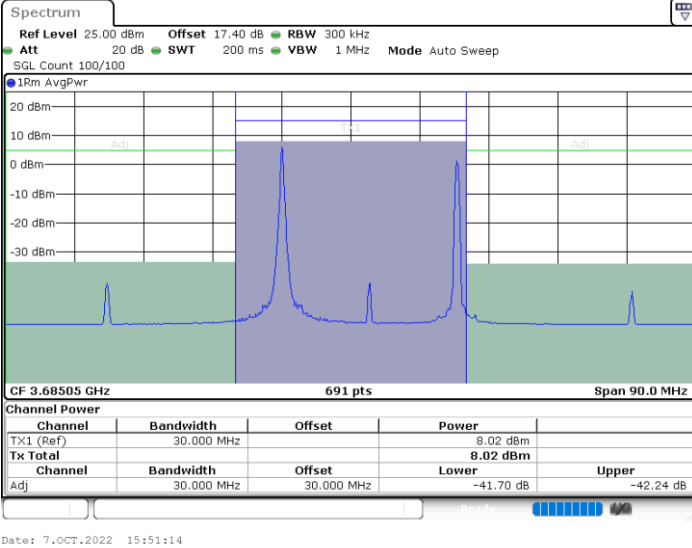 Spectrum
Ref Level 25.00 dBm Offset 17.40 dB RBW 300 kHz
Att 20 dB SWT 200 ms VBW 1 MHz Mode Auto Sweep
SGL Count 100/100
1Rm AvgPwr
20 dBm
TX1
10 dBm
Adj Adj
0 dBm
-10 dBm
-20 dBm
-30 dBm
CF 3.68505 GHz 691 pts Span 90.0 MHz
Channel Power
Channel Bandwidth Offset Power
TX1 (Ref) 30.000 MHz 8.02 dBm
Tx Total 8.02 dBm
Channel Bandwidth Offset Lower Upper
Adj 30.000 MHz 30.000 MHz -41.70 dB -42.24 dB
Ready
Date: 7.OCT.2022 15:51:14